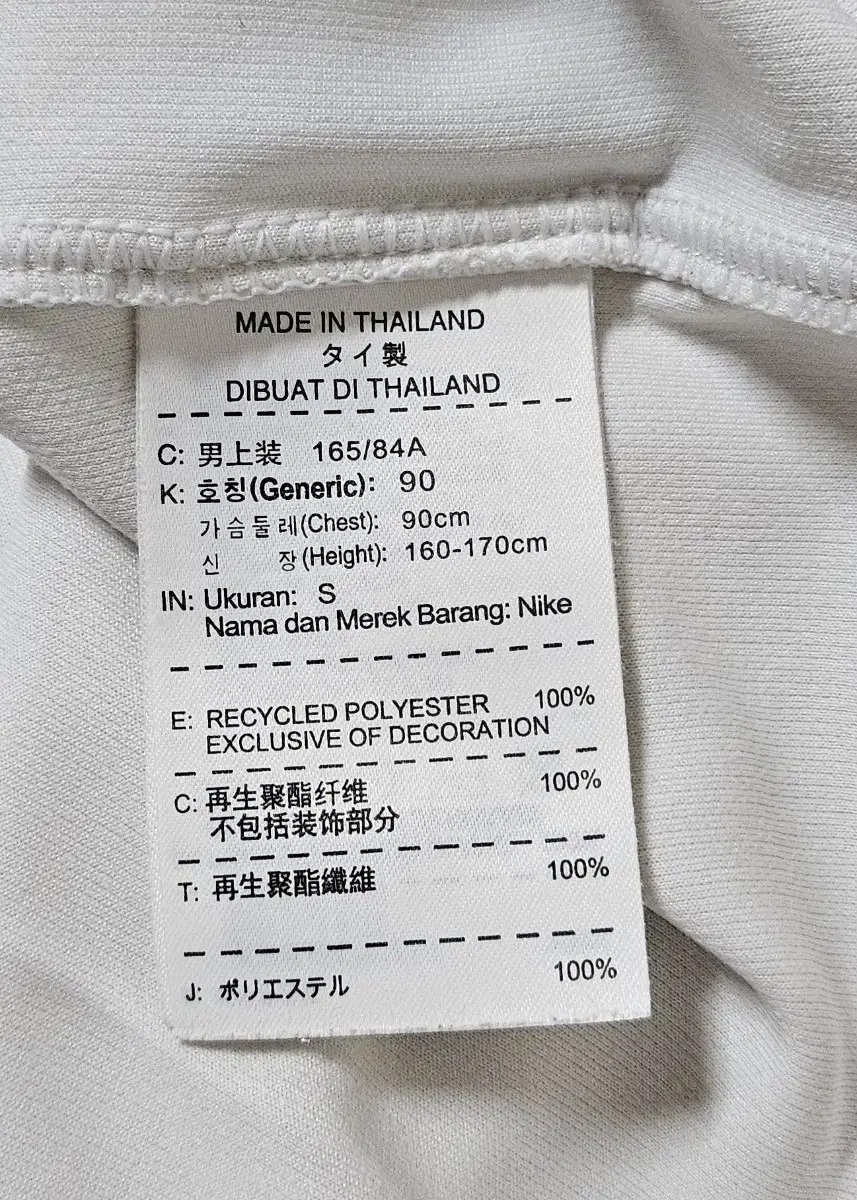 MADE IN THAILAND
タイ製
DIBUAT DI THAILAND
C: 男上装 165/84A
K: 호칭(Generic): 90
가슴둘레(Chest): 90cm
신 장(Height): 160-170cm
IN: Ukuran: S
Nama dan Merek Barang: Nike
E: RECYCLED POLYESTER 100%
EXCLUSIVE OF DECORATION
C: 再生聚酯纤维 100%
不包括装饰部分
T: 再生聚酯纖維 100%
J: ポリエステル 100%